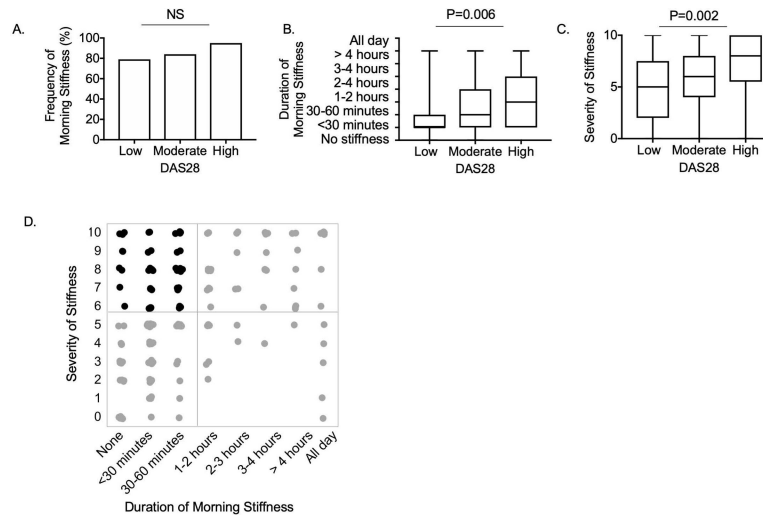 A.
NS
Frequency of
Morning Stiffness (%)
100
80
60
40
20
0
Low Moderate High
DAS28
B.
P=0.006
Duration of
Morning Stiffness
All day
> 4 hours
3-4 hours
2-4 hours
1-2 hours
30-60 minutes
<30 minutes
No stiffness
Low Moderate High
DAS28
C.
P=0.002
Severity of Stiffness
10
5
0
Low Moderate High
DAS28
D.
Severity of Stiffness
10
9
8
7
6
5
4
3
2
1
0
None
<30 minutes
30-60 minutes
1-2 hours
2-3 hours
3-4 hours
> 4 hours
All day
Duration of Morning Stiffness